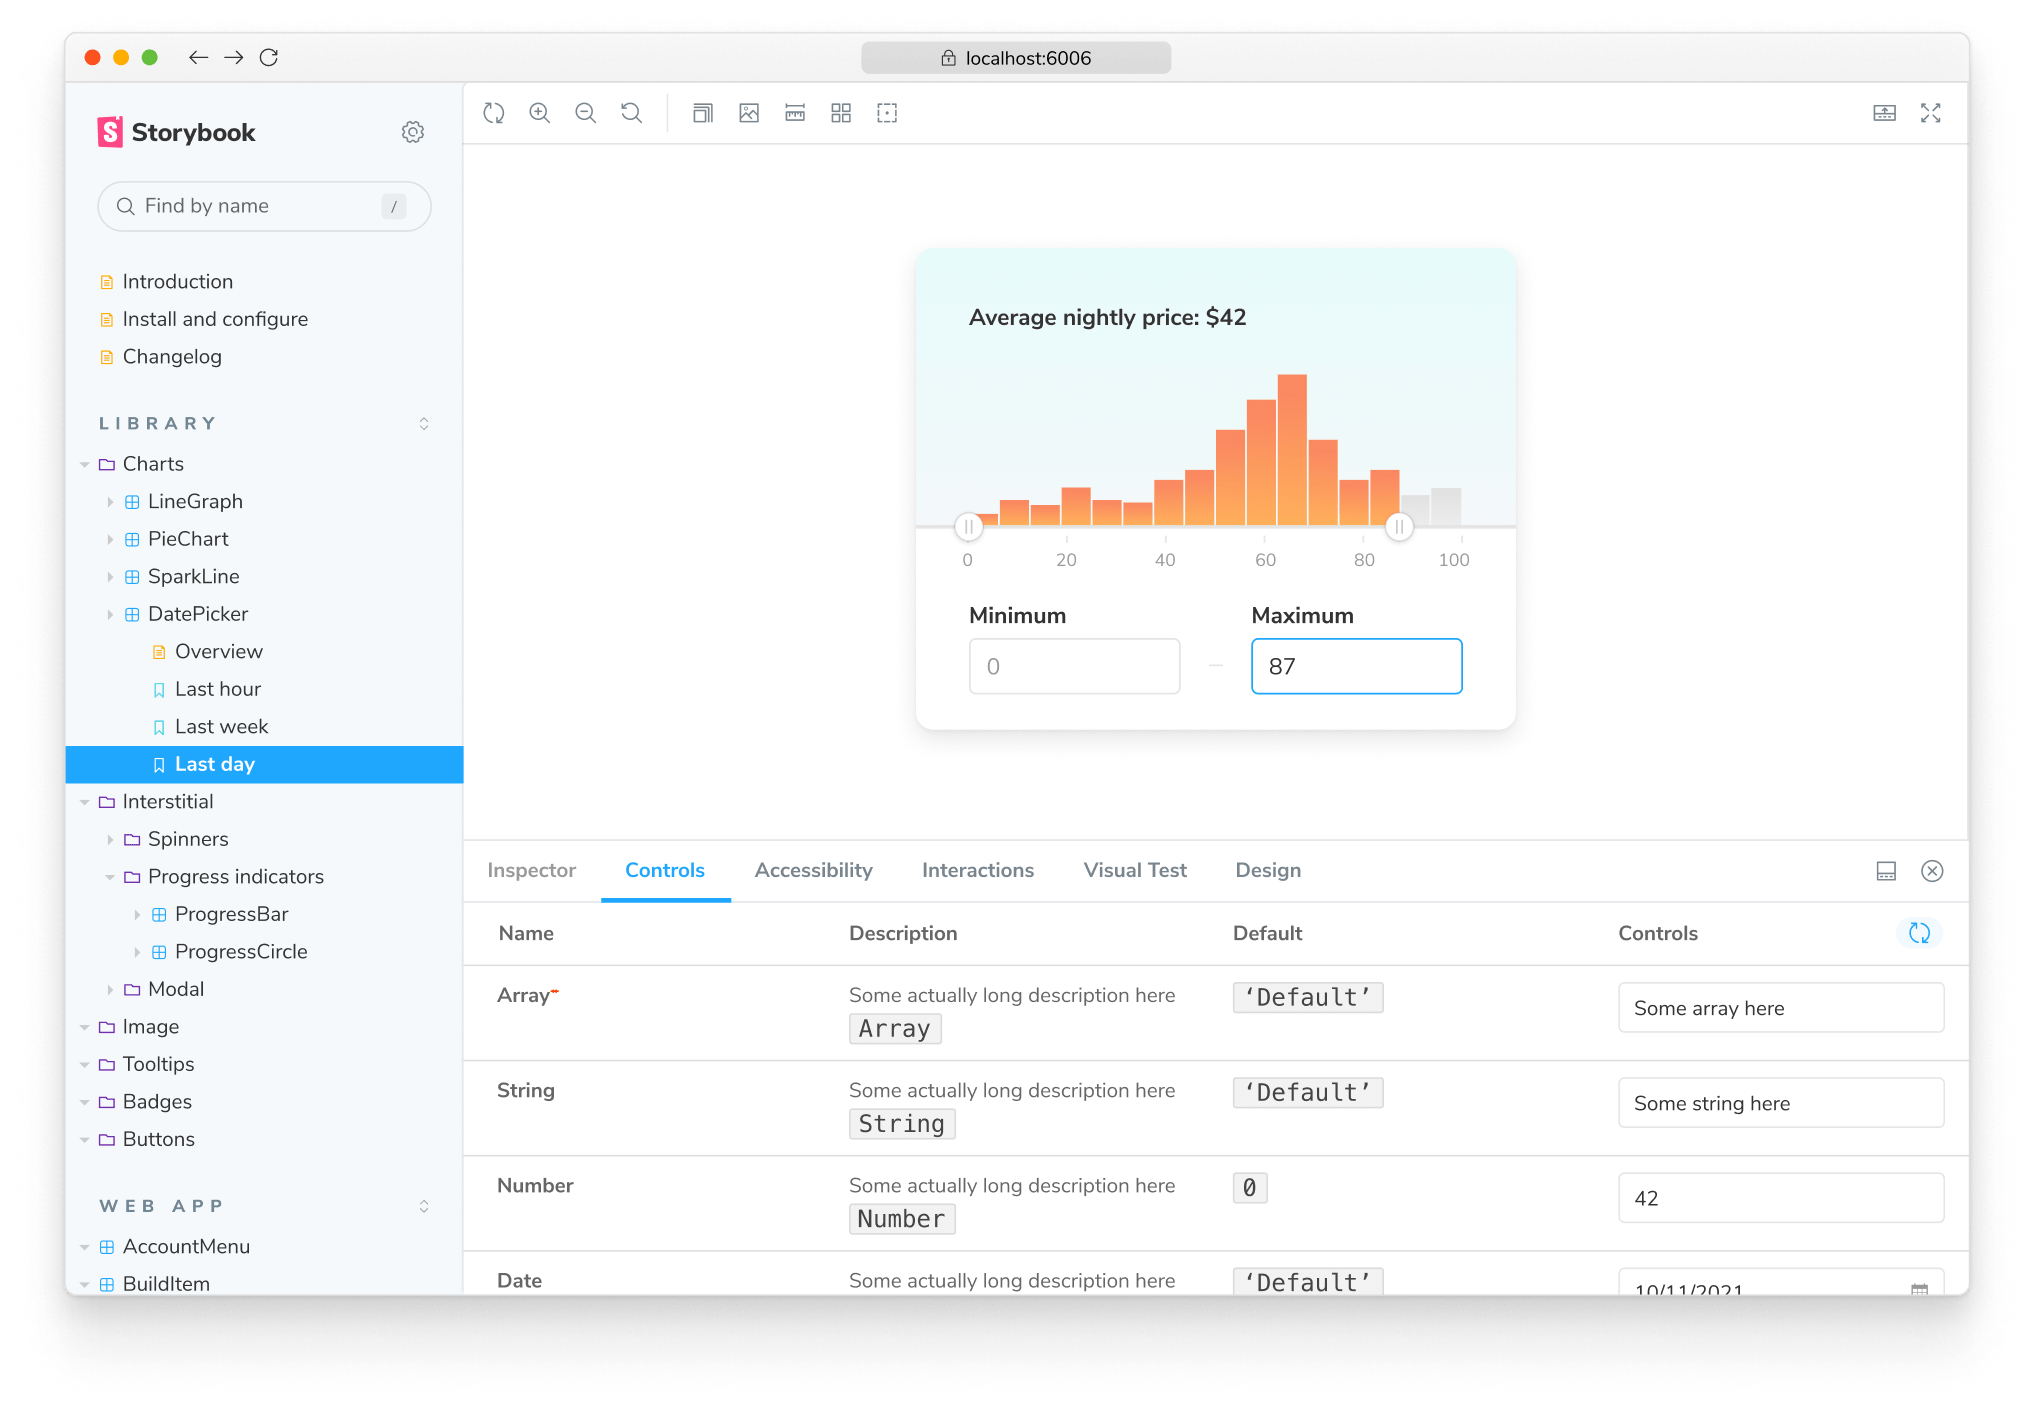 localhost:6006
Storybook
Find by name /
Introduction
Install and configure
Changelog
LIBRARY
Charts
LineGraph
PieChart
SparkLine
DatePicker
Overview
Last hour
Last week
Last day
Interstitial
Spinners
Progress indicators
ProgressBar
ProgressCircle
Modal
Image
Tooltips
Badges
Buttons
WEB APP
AccountMenu
BuildItem
Average nightly price: $42
0 20 40 60 80 100
Minimum Maximum
0 – 87
Inspector Controls Accessibility Interactions Visual Test Design
Name Description Default Controls
Array* Some actually long description here ‘Default’ Some array here
Array
String Some actually long description here ‘Default’ Some string here
String
Number Some actually long description here 0 42
Number
Date Some actually long description here ‘Default’ 10/11/2021